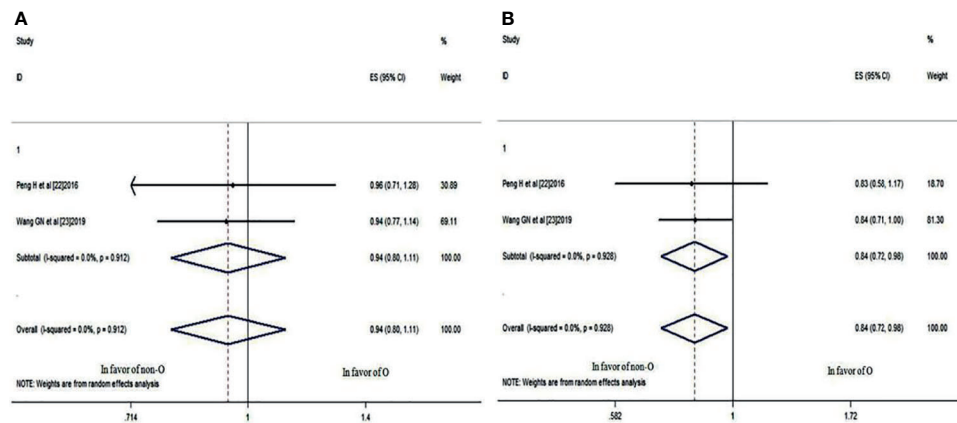 A
Study
%
ID
ES (95% CI)
Weight
1
Peng H et al [22]2016
0.96 (0.71, 1.28)
30.89
Wang GN et al [23]2019
0.94 (0.77, 1.14)
69.11
Subtotal (I-squared = 0.0%, p = 0.912)
0.94 (0.80, 1.11)
100.00
.
Overall (I-squared = 0.0%, p = 0.912)
0.94 (0.80, 1.11)
100.00
In favor of non-O
In favor of O
NOTE: Weights are from random effects analysis
.714
1
1.4
B
Study
%
ID
ES (95% CI)
Weight
1
Peng H et al [22]2016
0.83 (0.58, 1.17)
18.70
Wang GN et al [23]2019
0.84 (0.71, 1.00)
81.30
Subtotal (I-squared = 0.0%, p = 0.928)
0.84 (0.72, 0.98)
100.00
.
Overall (I-squared = 0.0%, p = 0.928)
0.84 (0.72, 0.98)
100.00
In favor of non-O
In favor of O
NOTE: Weights are from random effects analysis
.582
1
1.72